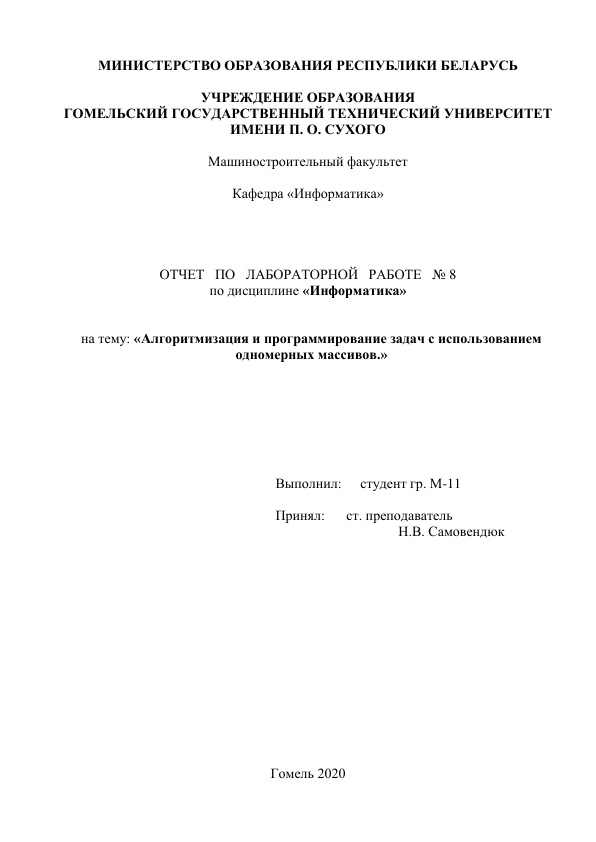 МИНИСТЕРСТВО ОБРАЗОВАНИЯ РЕСПУБЛИКИ БЕЛАРУСЬ
УЧРЕЖДЕНИЕ ОБРАЗОВАНИЯ
ГОМЕЛЬСКИЙ ГОСУДАРСТВЕННЫЙ ТЕХНИЧЕСКИЙ УНИВЕРСИТЕТ
ИМЕНИ П. О. СУХОГО
Машиностроительный факультет
Кафедра «Информатика»
ОТЧЕТ ПО ЛАБОРАТОРНОЙ РАБОТЕ № 8
по дисциплине «Информатика»
на тему: «Алгоритмизация и программирование задач с использованием
одномерных массивов.»
Выполнил: студент гр. М-11
Принял: ст. преподаватель
Н.В. Самовендюк
Гомель 2020